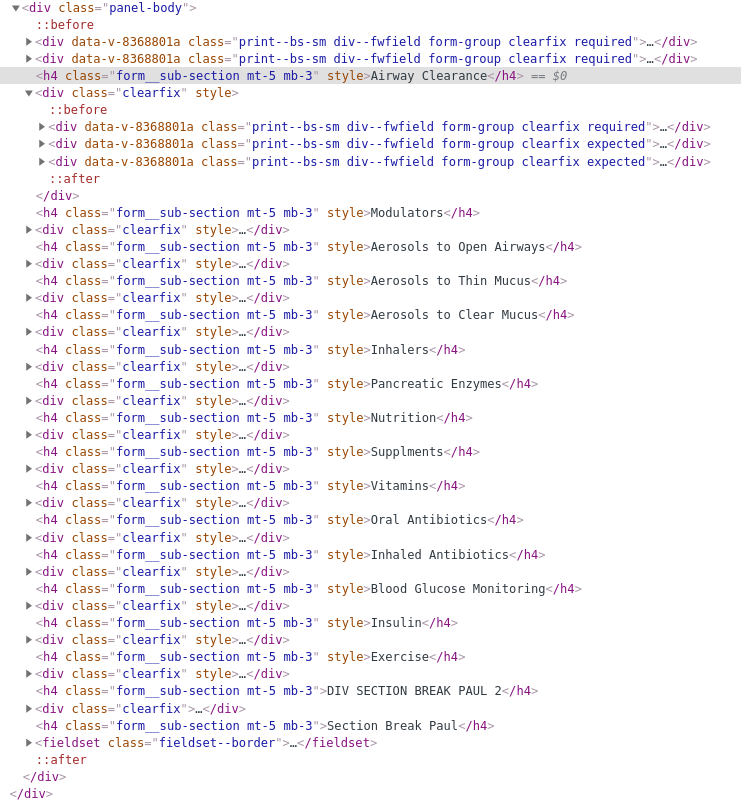 ▼<div class="panel-body">
::before
▶<div data-v-8368801a class="print--bs-sm div--fwfield form-group clearfix required">…</div>
▶<div data-v-8368801a class="print--bs-sm div--fwfield form-group clearfix required">…</div>
<h4 class="form__sub-section mt-5 mb-3" style>Airway Clearance</h4> == $0
▼<div class="clearfix" style>
::before
▶<div data-v-8368801a class="print--bs-sm div--fwfield form-group clearfix required">…</div>
▶<div data-v-8368801a class="print--bs-sm div--fwfield form-group clearfix expected">…</div>
▶<div data-v-8368801a class="print--bs-sm div--fwfield form-group clearfix expected">…</div>
::after
</div>
<h4 class="form__sub-section mt-5 mb-3" style>Modulators</h4>
▶<div class="clearfix" style>…</div>
<h4 class="form__sub-section mt-5 mb-3" style>Aerosols to Open Airways</h4>
▶<div class="clearfix" style>…</div>
<h4 class="form__sub-section mt-5 mb-3" style>Aerosols to Thin Mucus</h4>
▶<div class="clearfix" style>…</div>
<h4 class="form__sub-section mt-5 mb-3" style>Aerosols to Clear Mucus</h4>
▶<div class="clearfix" style>…</div>
<h4 class="form__sub-section mt-5 mb-3" style>Inhalers</h4>
▶<div class="clearfix" style>…</div>
<h4 class="form__sub-section mt-5 mb-3" style>Pancreatic Enzymes</h4>
▶<div class="clearfix" style>…</div>
<h4 class="form__sub-section mt-5 mb-3" style>Nutrition</h4>
▶<div class="clearfix" style>…</div>
<h4 class="form__sub-section mt-5 mb-3" style>Supplments</h4>
▶<div class="clearfix" style>…</div>
<h4 class="form__sub-section mt-5 mb-3" style>Vitamins</h4>
▶<div class="clearfix" style>…</div>
<h4 class="form__sub-section mt-5 mb-3" style>Oral Antibiotics</h4>
▶<div class="clearfix" style>…</div>
<h4 class="form__sub-section mt-5 mb-3" style>Inhaled Antibiotics</h4>
▶<div class="clearfix" style>…</div>
<h4 class="form__sub-section mt-5 mb-3" style>Blood Glucose Monitoring</h4>
▶<div class="clearfix" style>…</div>
<h4 class="form__sub-section mt-5 mb-3" style>Insulin</h4>
▶<div class="clearfix" style>…</div>
<h4 class="form__sub-section mt-5 mb-3" style>Exercise</h4>
▶<div class="clearfix" style>…</div>
<h4 class="form__sub-section mt-5 mb-3">DIV SECTION BREAK PAUL 2</h4>
▶<div class="clearfix">…</div>
<h4 class="form__sub-section mt-5 mb-3">Section Break Paul</h4>
▶<fieldset class="fieldset--border">…</fieldset>
::after
</div>
</div>